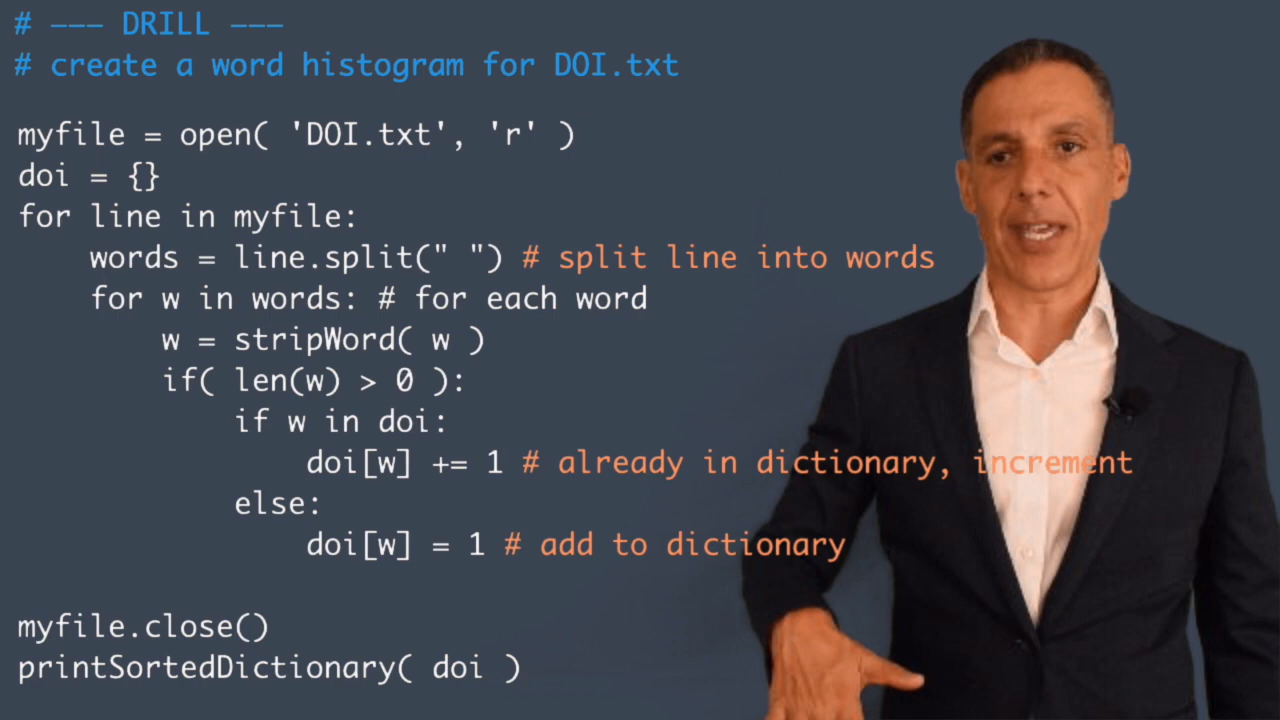 # ––– DRILL –––
# create a word histogram for DOI.txt
myfile = open( 'DOI.txt', 'r' )
doi = {}
for line in myfile:
    words = line.split(" ") # split line into words
    for w in words: # for each word
        w = stripWord( w )
        if( len(w) > 0 ):
            if w in doi:
                doi[w] += 1 # already in dictionary, increment
            else:
                doi[w] = 1 # add to dictionary
myfile.close()
printSortedDictionary( doi )